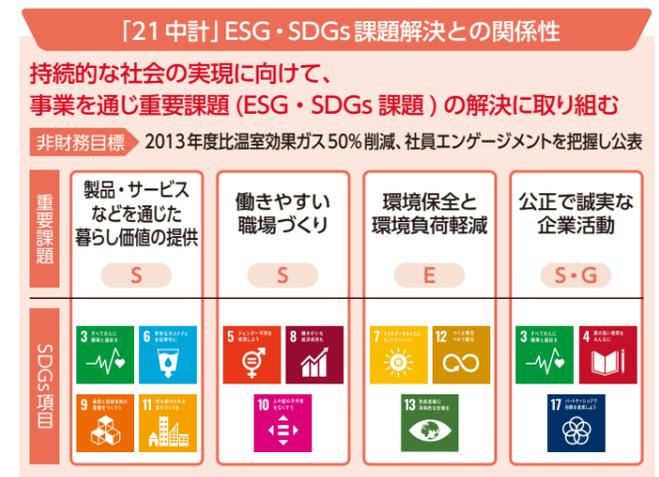 「21中計」ESG・SDGs課題解決との関係性
持続的な社会の実現に向けて、
事業を通じ重要課題(ESG・SDGs課題)の解決に取り組む
非財務目標
2013年度比温室効果ガス50%削減、社員エンゲージメントを把握し公表
重要課題
製品・サービス
などを通じた
暮らし価値の提供
S
働きやすい
職場づくり
S
環境保全と
環境負荷軽減
E
公正で誠実な
企業活動
S・G
SDGs項目
3 すべての人に
健康と福祉を
6 安全な水とトイレ
を世界中に
9 産業と技術革新の
基盤をつくろう
11 住み続けられる
まちづくりを
5 ジェンダー平等を
実現しよう
8 働きがいも
経済成長も
10 人や国の不平等
をなくそう
7 エネルギーをみんなに
そしてクリーンに
12 つくる責任
つかう責任
13 気候変動に
具体的な対策を
3 すべての人に
健康と福祉を
4 質の高い教育を
みんなに
17 パートナーシップで
目標を達成しよう